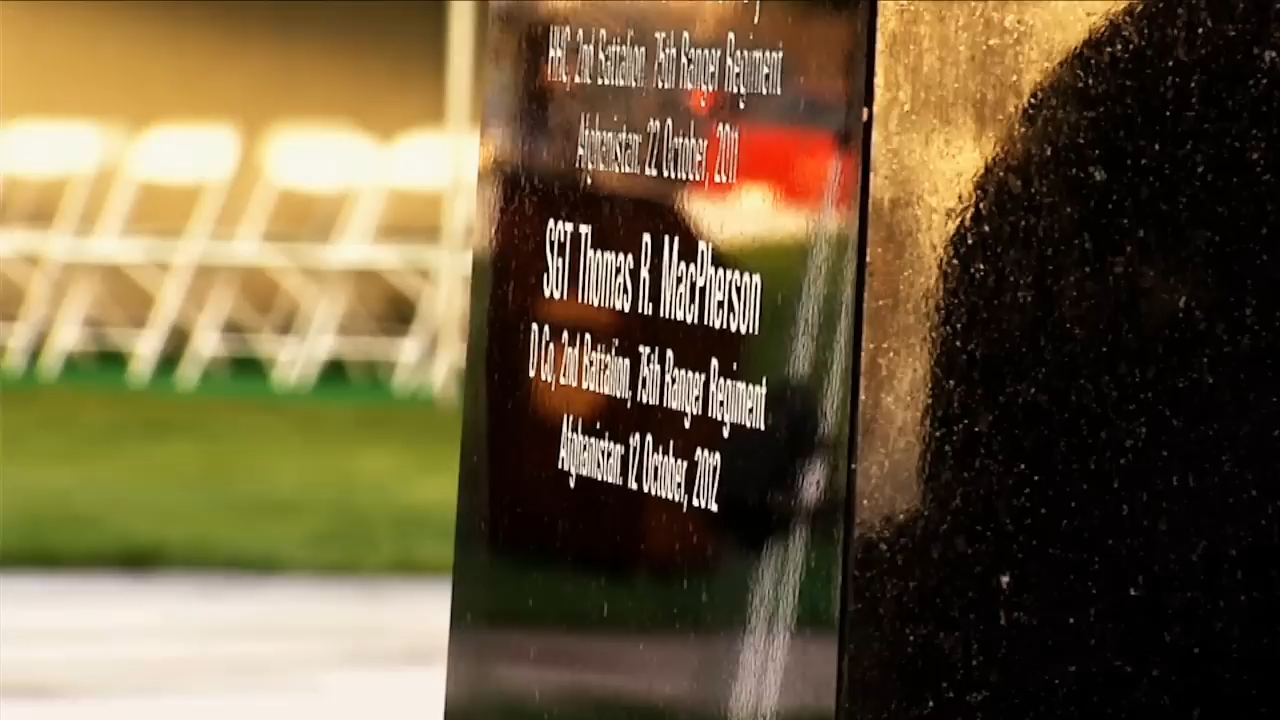 HHC, 2nd Battalion, 75th Ranger Regiment
Afghanistan: 22 October, 2011
SGT Thomas R. MacPherson
D Co, 2nd Battalion, 75th Ranger Regiment
Afghanistan: 12 October, 2012